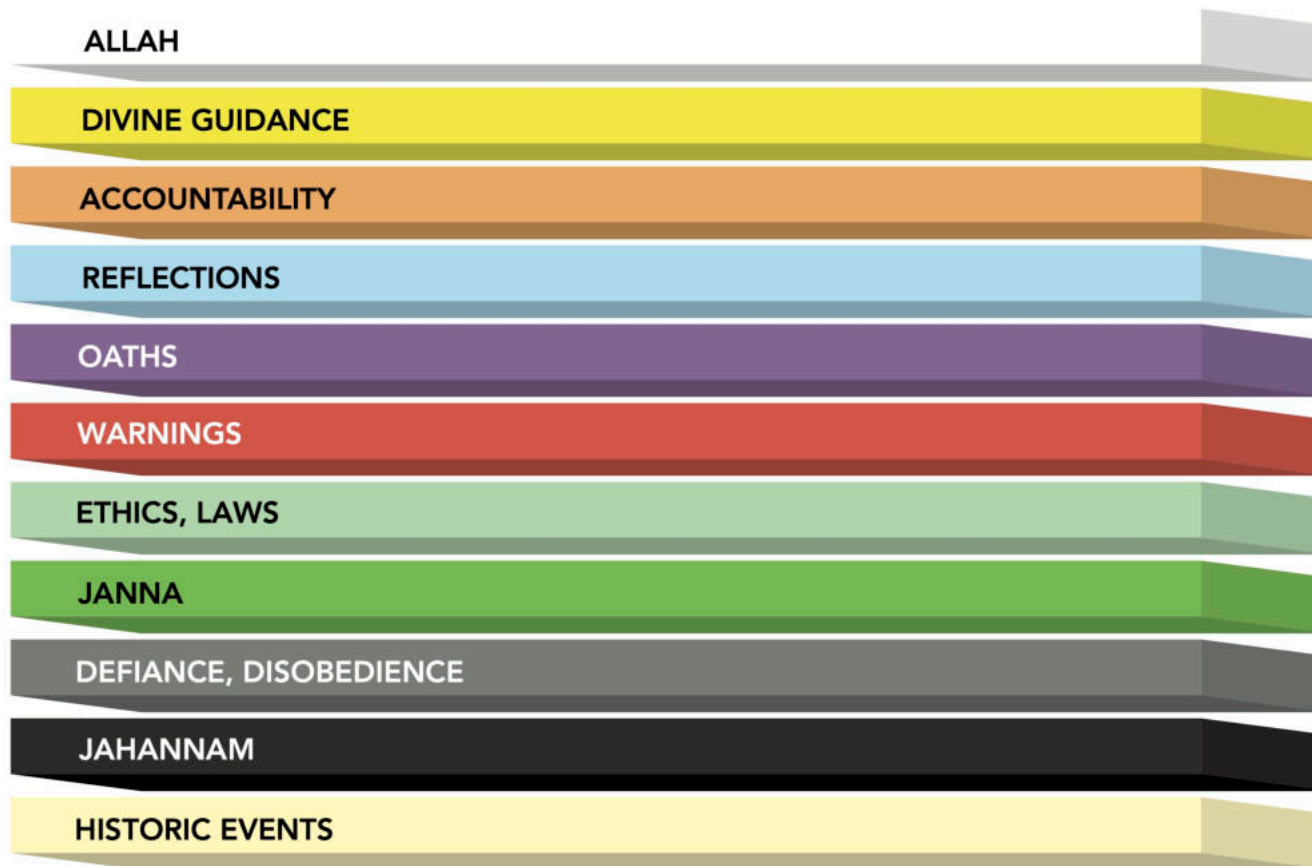 ALLAH
DIVINE GUIDANCE
ACCOUNTABILITY
REFLECTIONS
OATHS
WARNINGS
ETHICS, LAWS
JANNA
DEFIANCE, DISOBEDIENCE
JAHANNAM
HISTORIC EVENTS